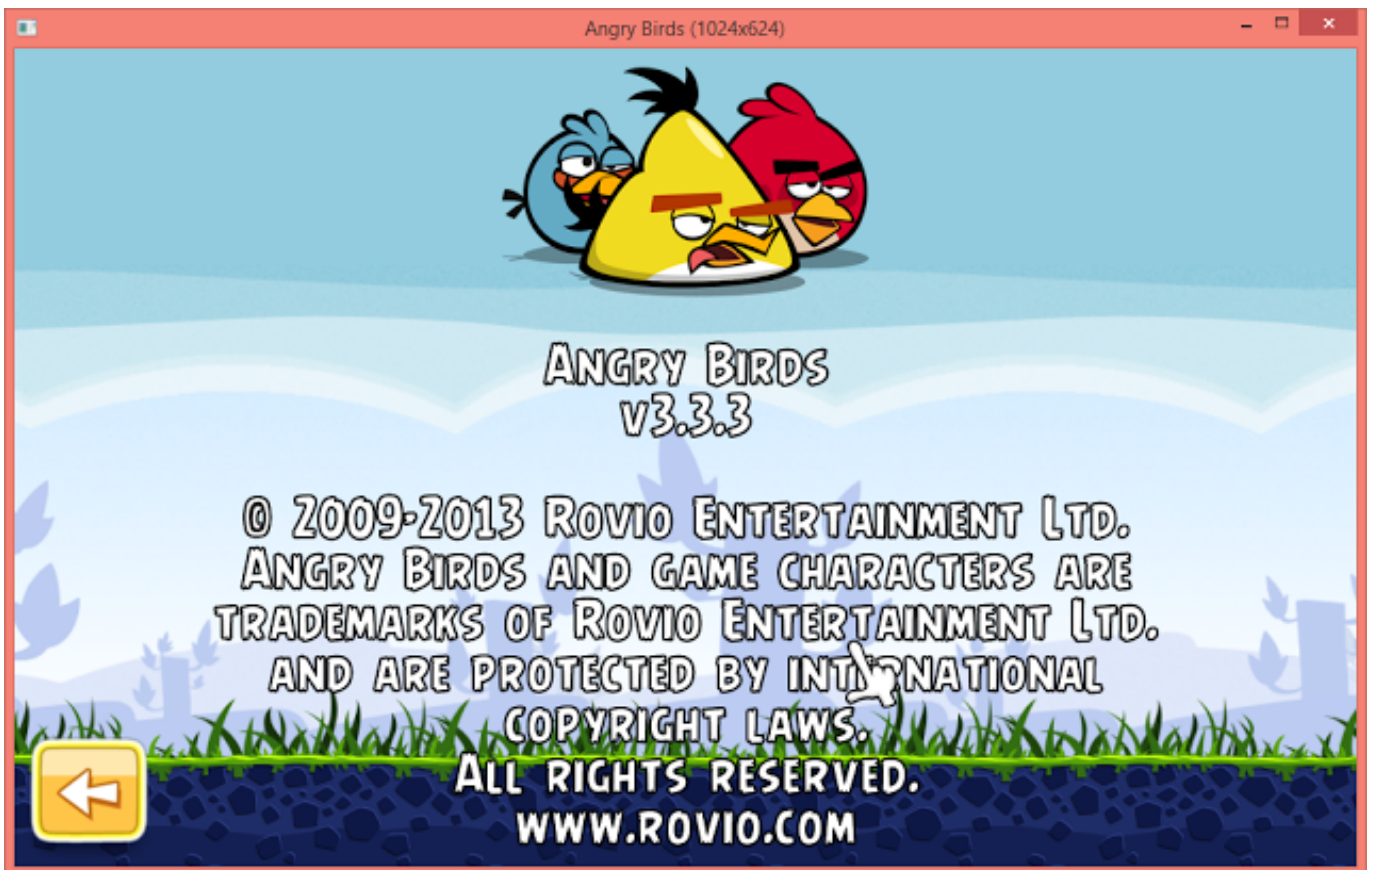 Angry Birds (1024x624)
ANGRY BIRDS
V3.3.3
© 2009-2013 ROVIO ENTERTAINMENT LTD.
ANGRY BIRDS AND GAME CHARACTERS ARE
TRADEMARKS OF ROVIO ENTERTAINMENT LTD.
AND ARE PROTECTED BY INTERNATIONAL
COPYRIGHT LAWS.
ALL RIGHTS RESERVED.
WWW.ROVIO.COM